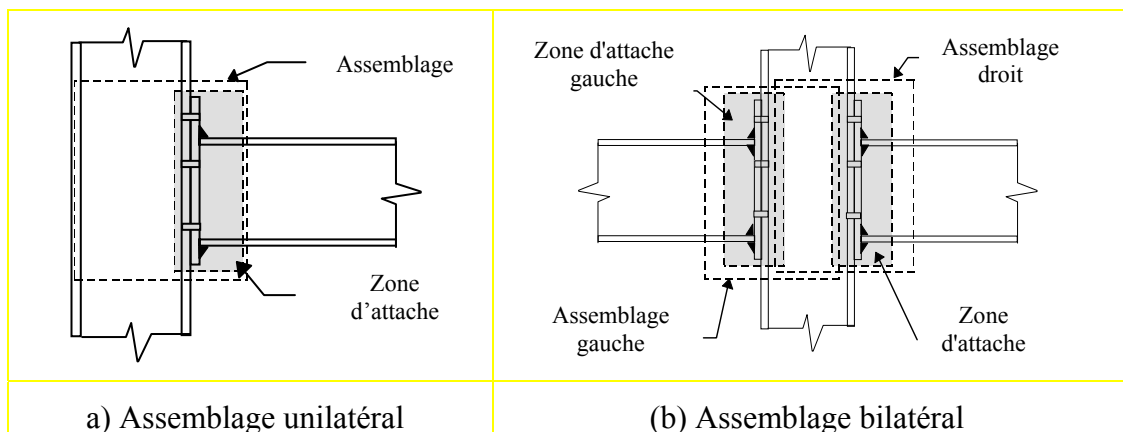 Assemblage
Zone
d’attache
a) Assemblage unilatéral
Zone d'attache
gauche
Assemblage
droit
Assemblage
gauche
Zone
d'attache
(b) Assemblage bilatéral